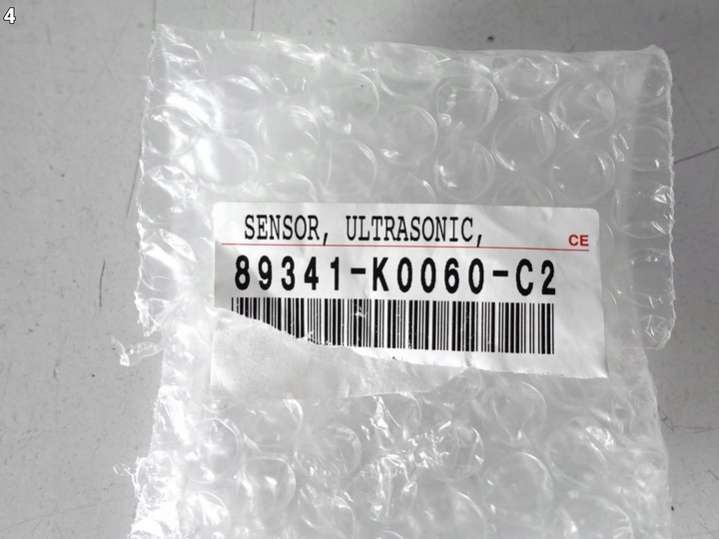 4
SENSOR, ULTRASONIC,
CE
89341-K0060-C2